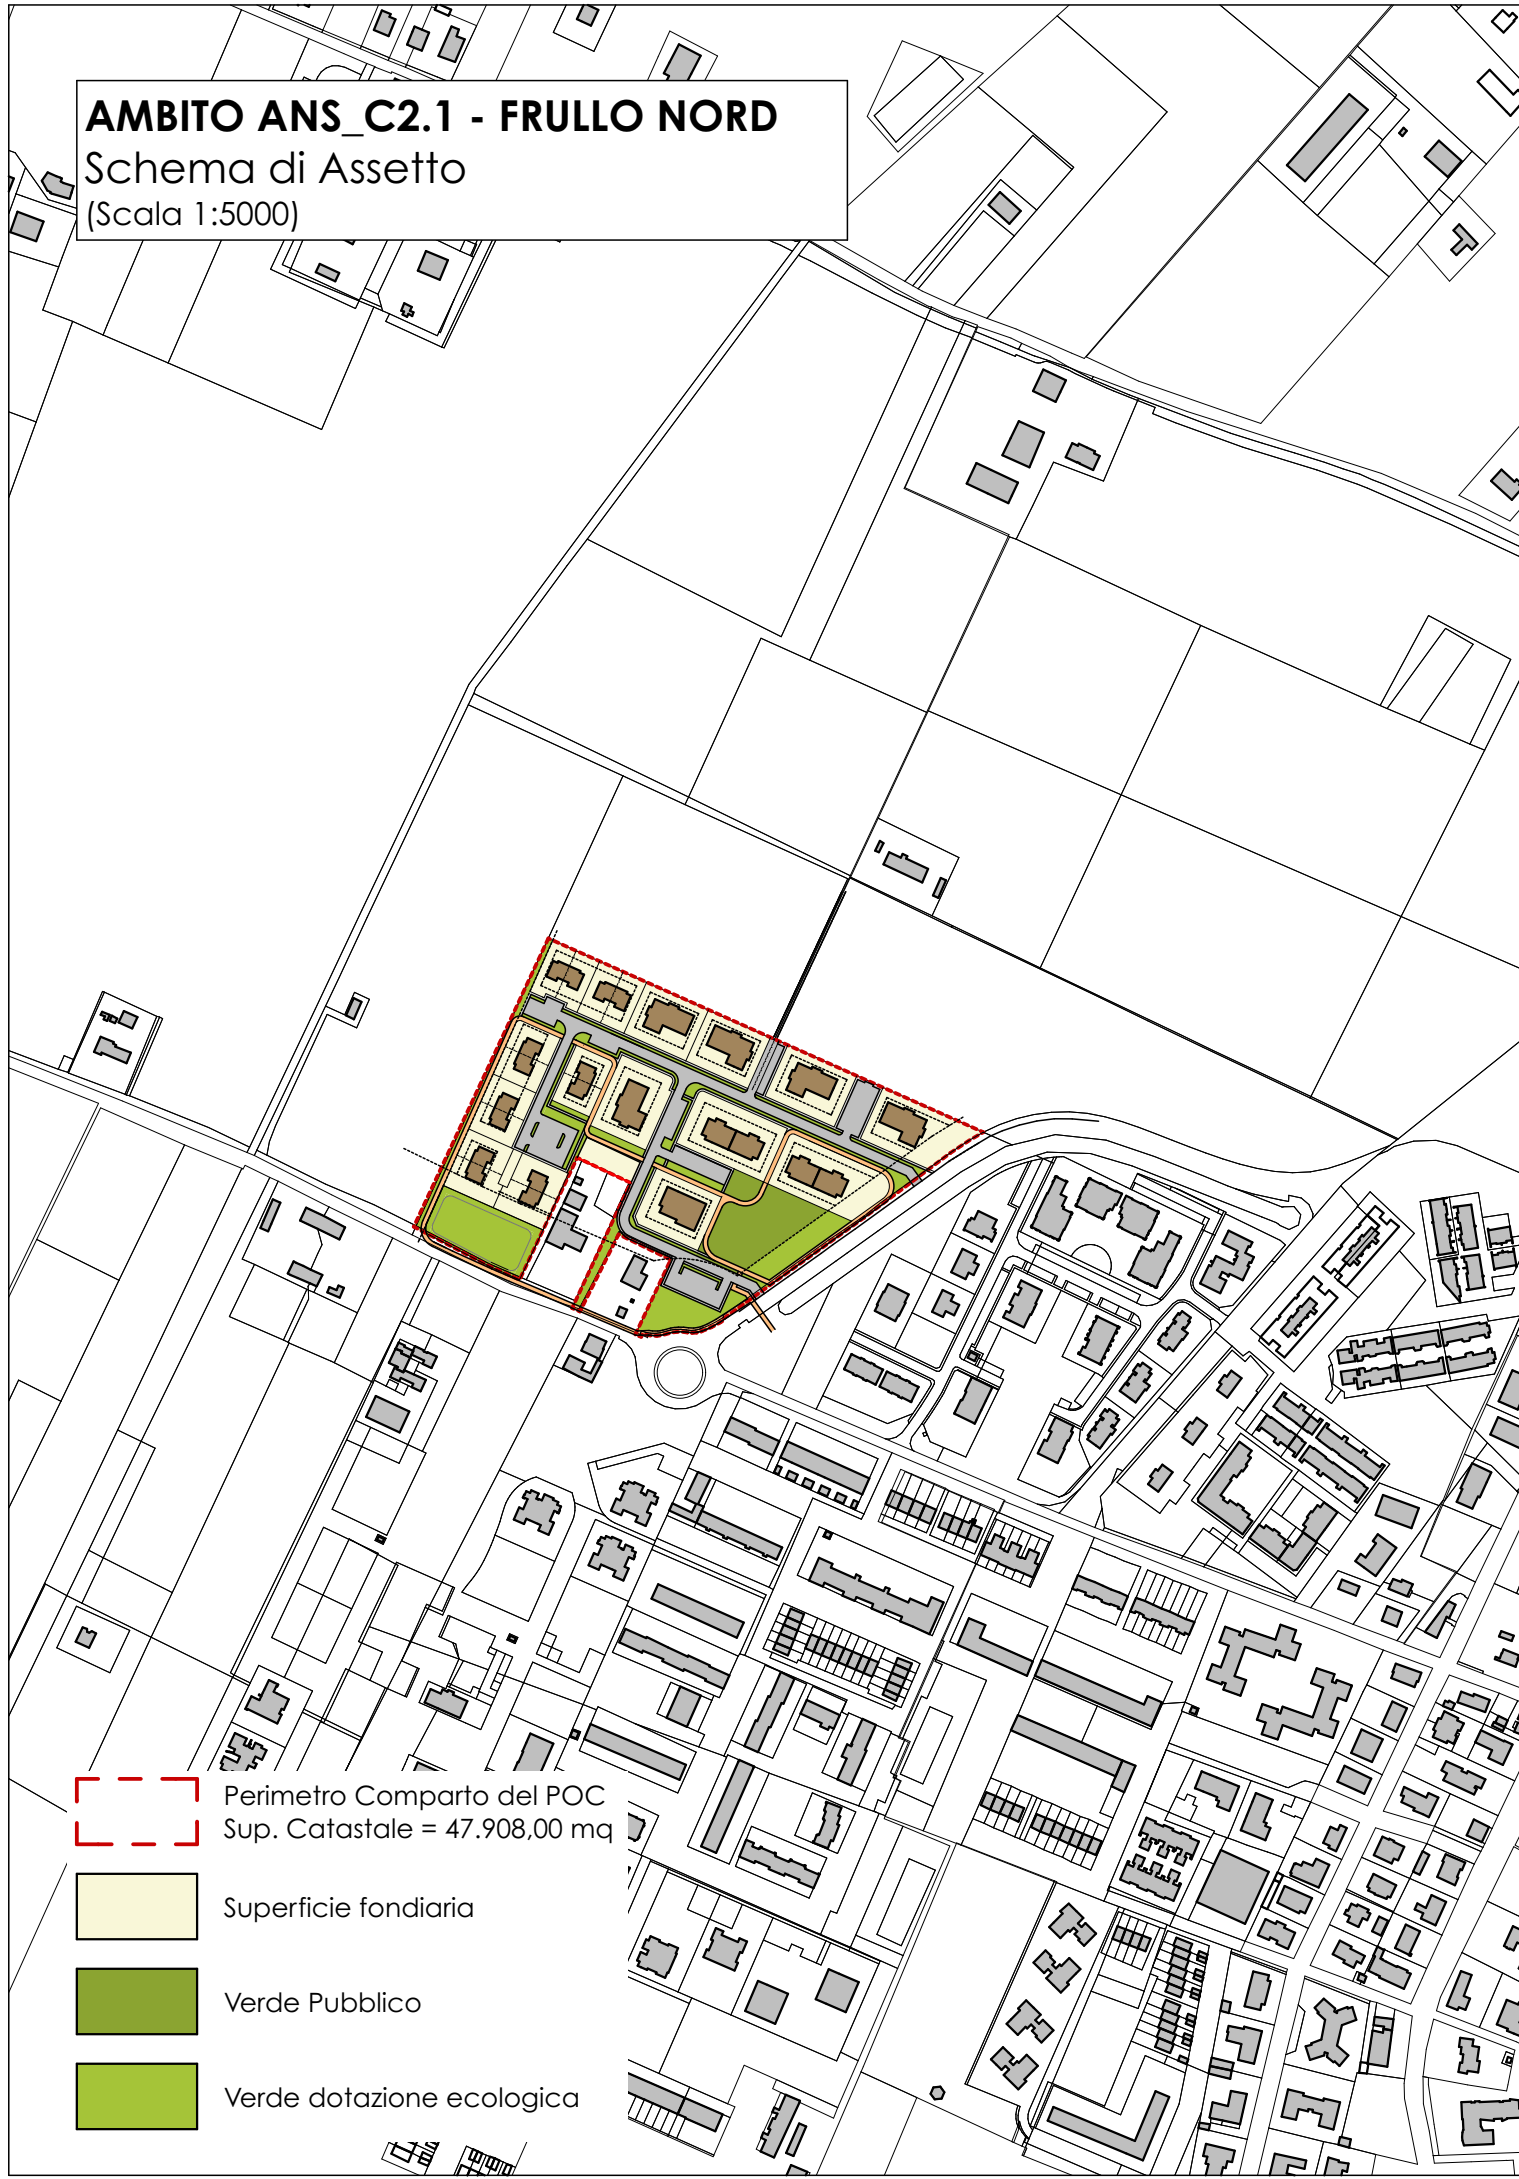 AMBITO ANS_C2.1 - FRULLO NORD
Schema di Assetto
(Scala 1:5000)
Perimetro Comparto del POC
Sup. Catastale = 47.908,00 mq
Superficie fondiaria
Verde Pubblico
Verde dotazione ecologica